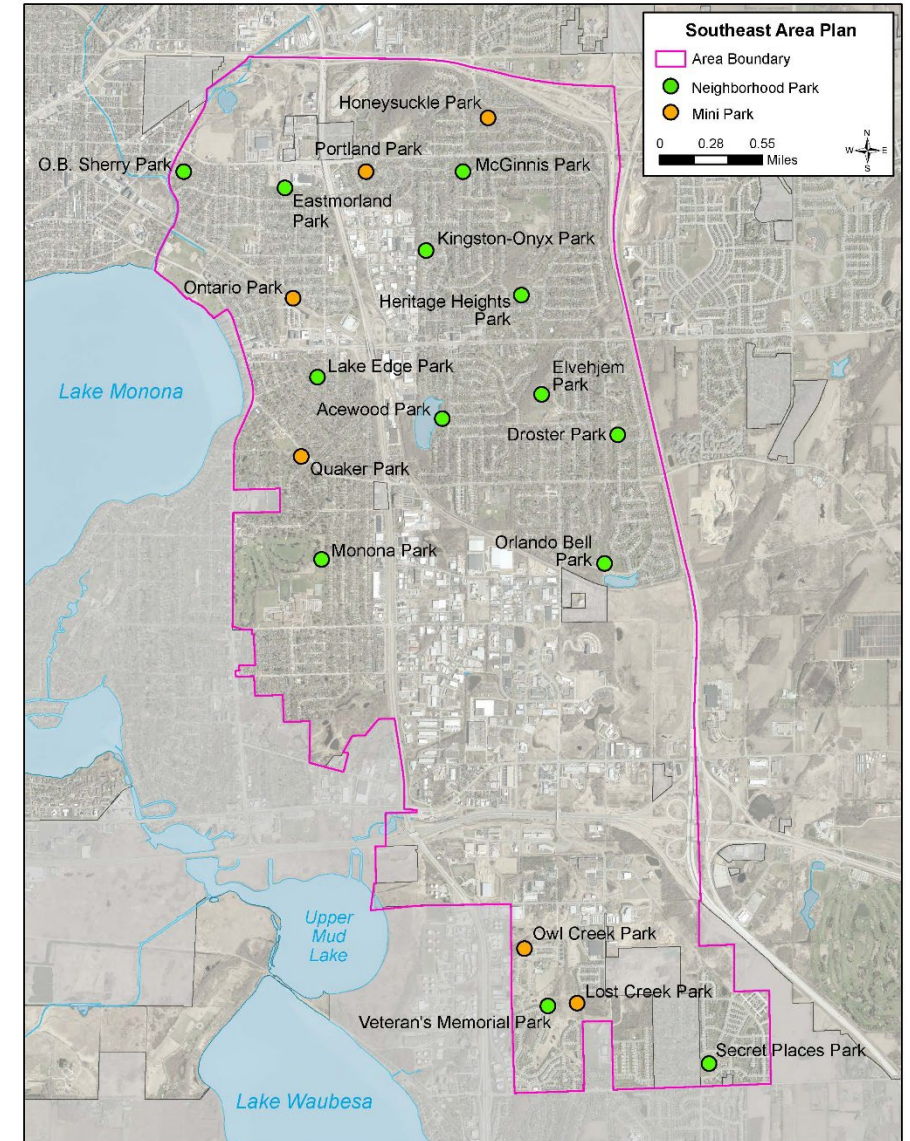 Southeast Area Plan
Area Boundary
Neighborhood Park
Mini Park
0 0.28 0.55
Miles
N
W E
S
Honeysuckle Park
Portland Park
O.B. Sherry Park
McGinnis Park
Eastmorland
Park
Kingston-Onyx Park
Ontario Park
Heritage Heights
Park
Lake Edge Park
Elvehjem
Park
Lake Monona
Acewood Park
Droster Park
Quaker Park
Monona Park
Orlando Bell
Park
Upper
Mud
Lake
Owl Creek Park
Lost Creek Park
Veteran's Memorial Park
Secret Places Park
Lake Waubesa